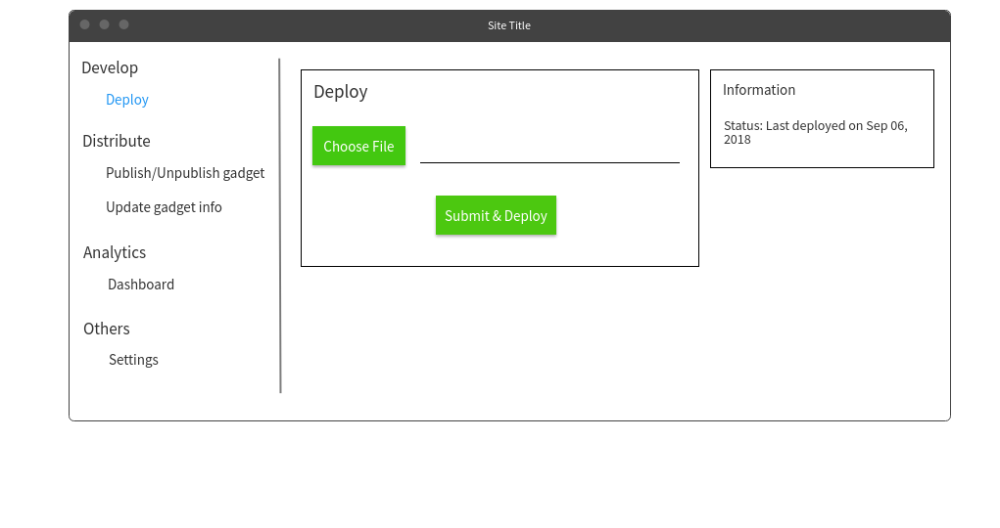 Site Title
Develop
Deploy
Distribute
Publish/Unpublish gadget
Update gadget info
Analytics
Dashboard
Others
Settings
Deploy
Choose File
Submit & Deploy
Information
Status: Last deployed on Sep 06,
2018